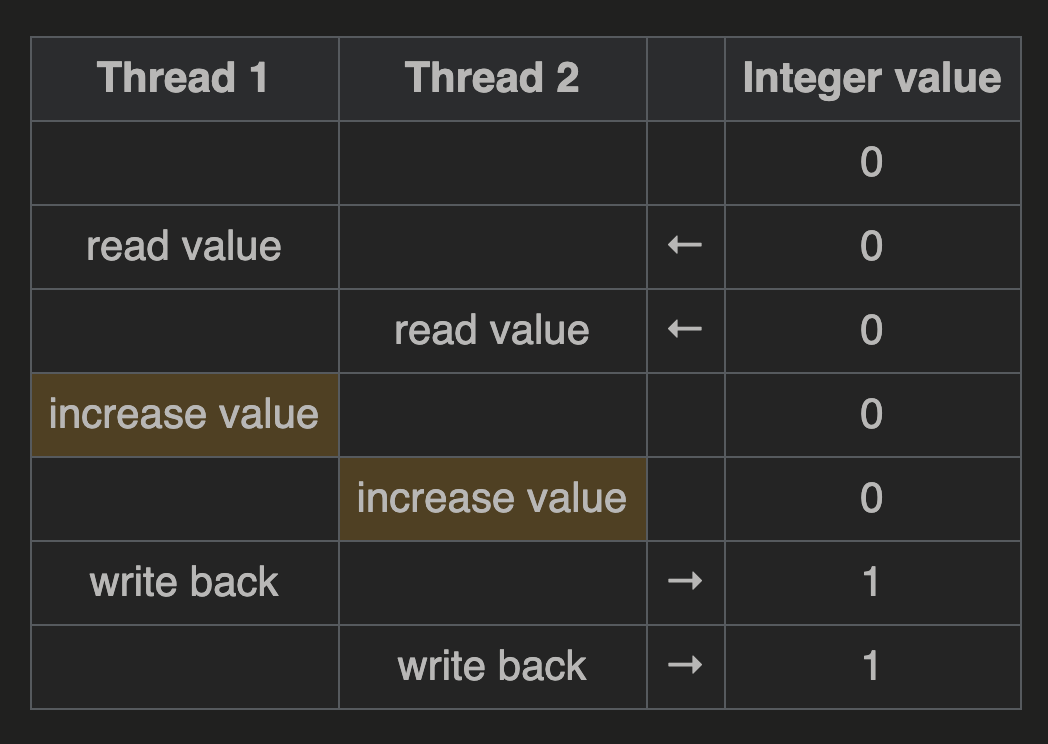 Thread 1 Thread 2 Integer value
0
read value ← 0
read value ← 0
increase value 0
increase value 0
write back → 1
write back → 1